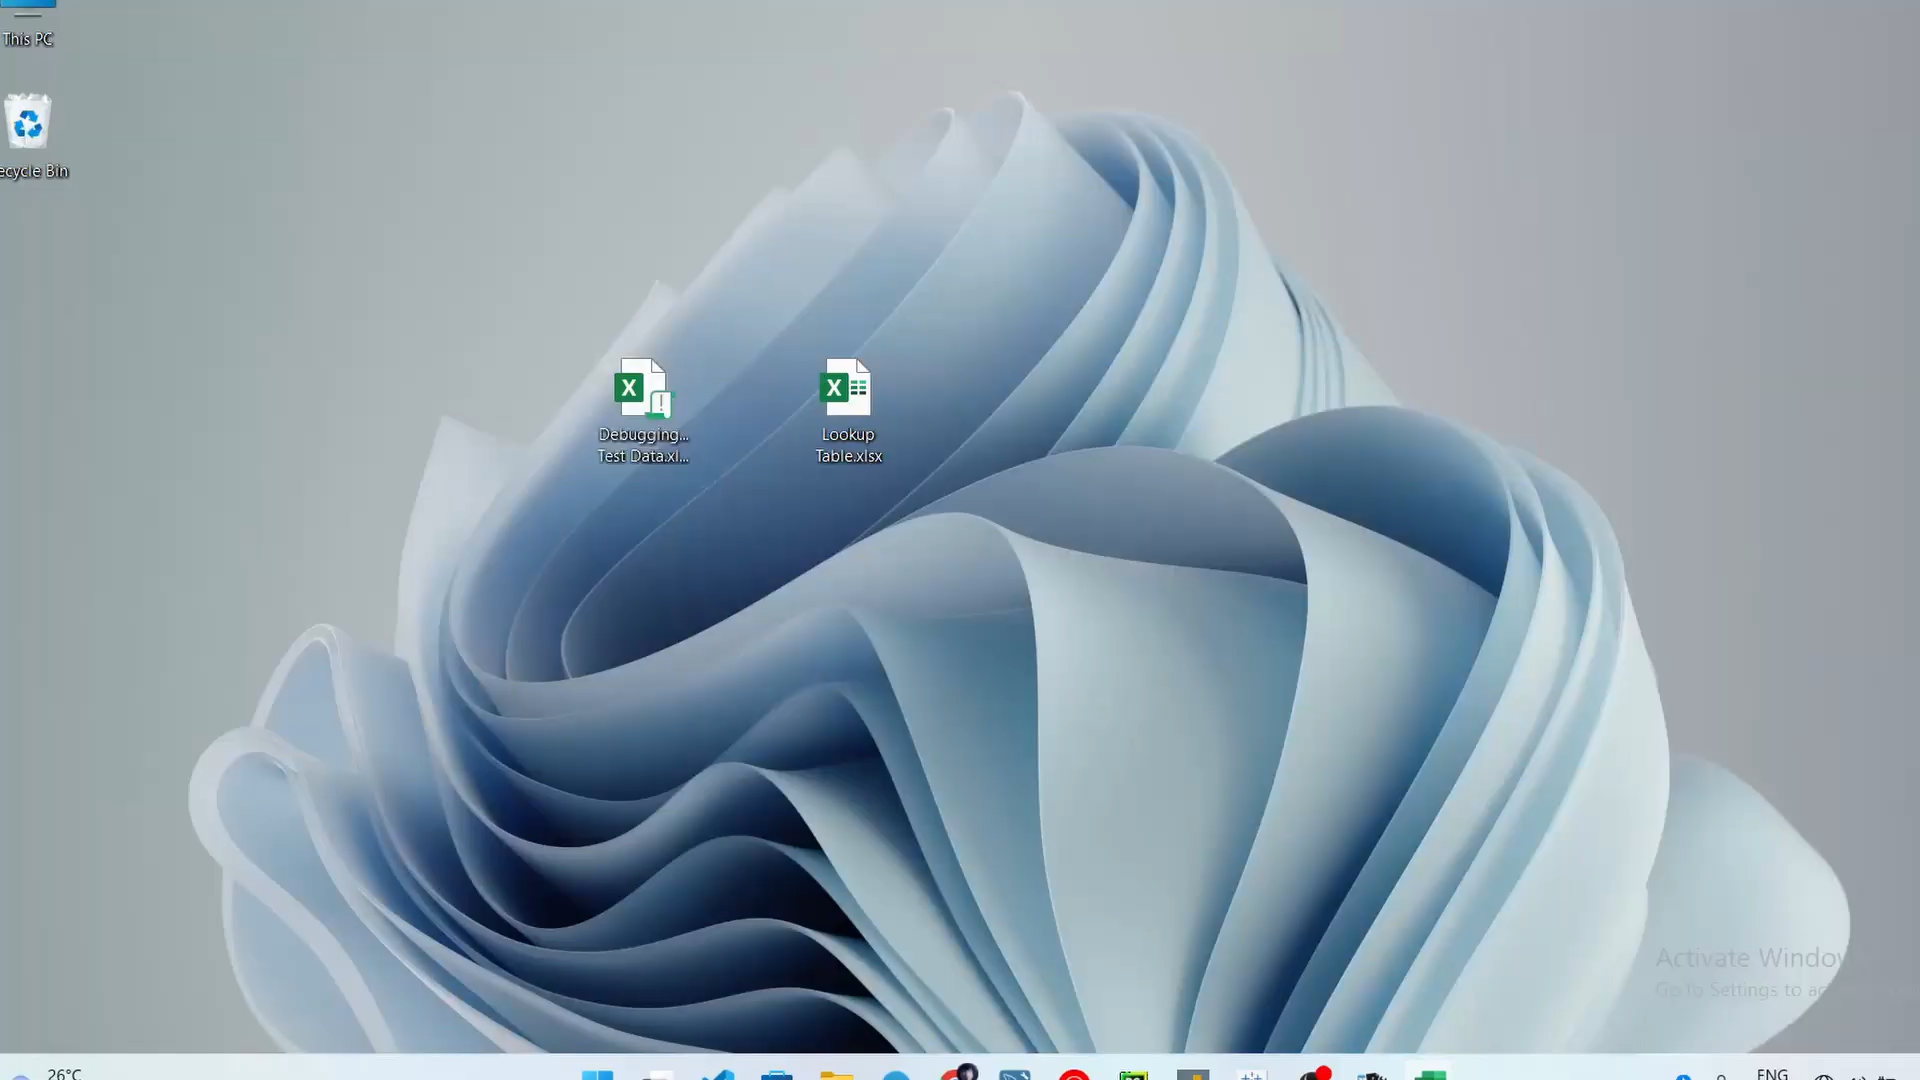 This PC
ecycle Bin
Debugging...
Test Data.xl...
Lookup
Table.xlsx
Activate Window
Go to Settings to ac
26°C
ENG